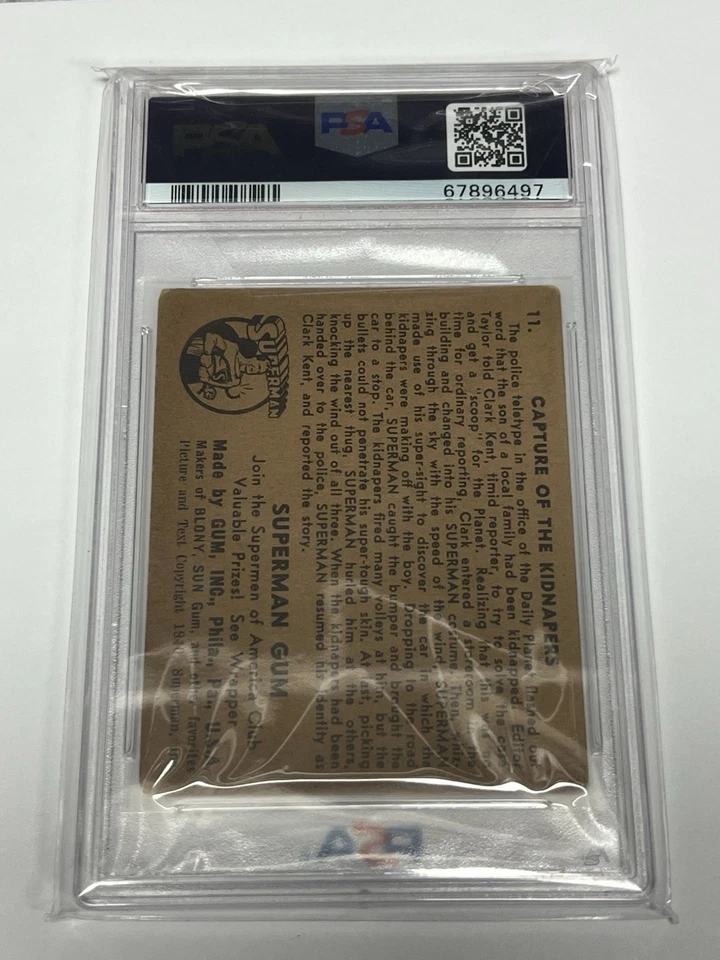 PSA
PSA
67896497
11. CAPTURE OF THE KIDNAPERS
The police teletype in the office of the Daily Planet flashed out
word that the son of a local family had been kidnapped. Editor
Taylor told Clark Kent, timid reporter, to try to solve the case
and get a 'scoop' for the Planet. Realizing that this
time for ordinary reporting, Clark entered a storeroom
building and changed into his SUPERMAN costume. Then,
zing through the sky with the speed of the wind, SUPERMAN
made use of his super-sight to discover the car in which the
kidnapers were making off with the boy. Dropping to the road
behind the car, SUPERMAN caught the bumper and brought the
car to a stop. The kidnapers fired many volleys at him, but the
bullets could not penetrate his super-tough skin. At last, picking
up the nearest thug, SUPERMAN hurled him at the others,
knocking the wind out of all three. When the kidnapers had been
handed over to the police, SUPERMAN resumed his identity as
Clark Kent, and reported the story.
SUPERMAN
SUPERMAN GUM
Join the Supermen of America Club
Valuable Prizes! See Wrapper
Made by GUM, INC., Phila., Pa., U.S.A.
Makers of BLONY, SUN Gum, and other favorites
Picture and Text Copyright Superman, Inc.
PSA